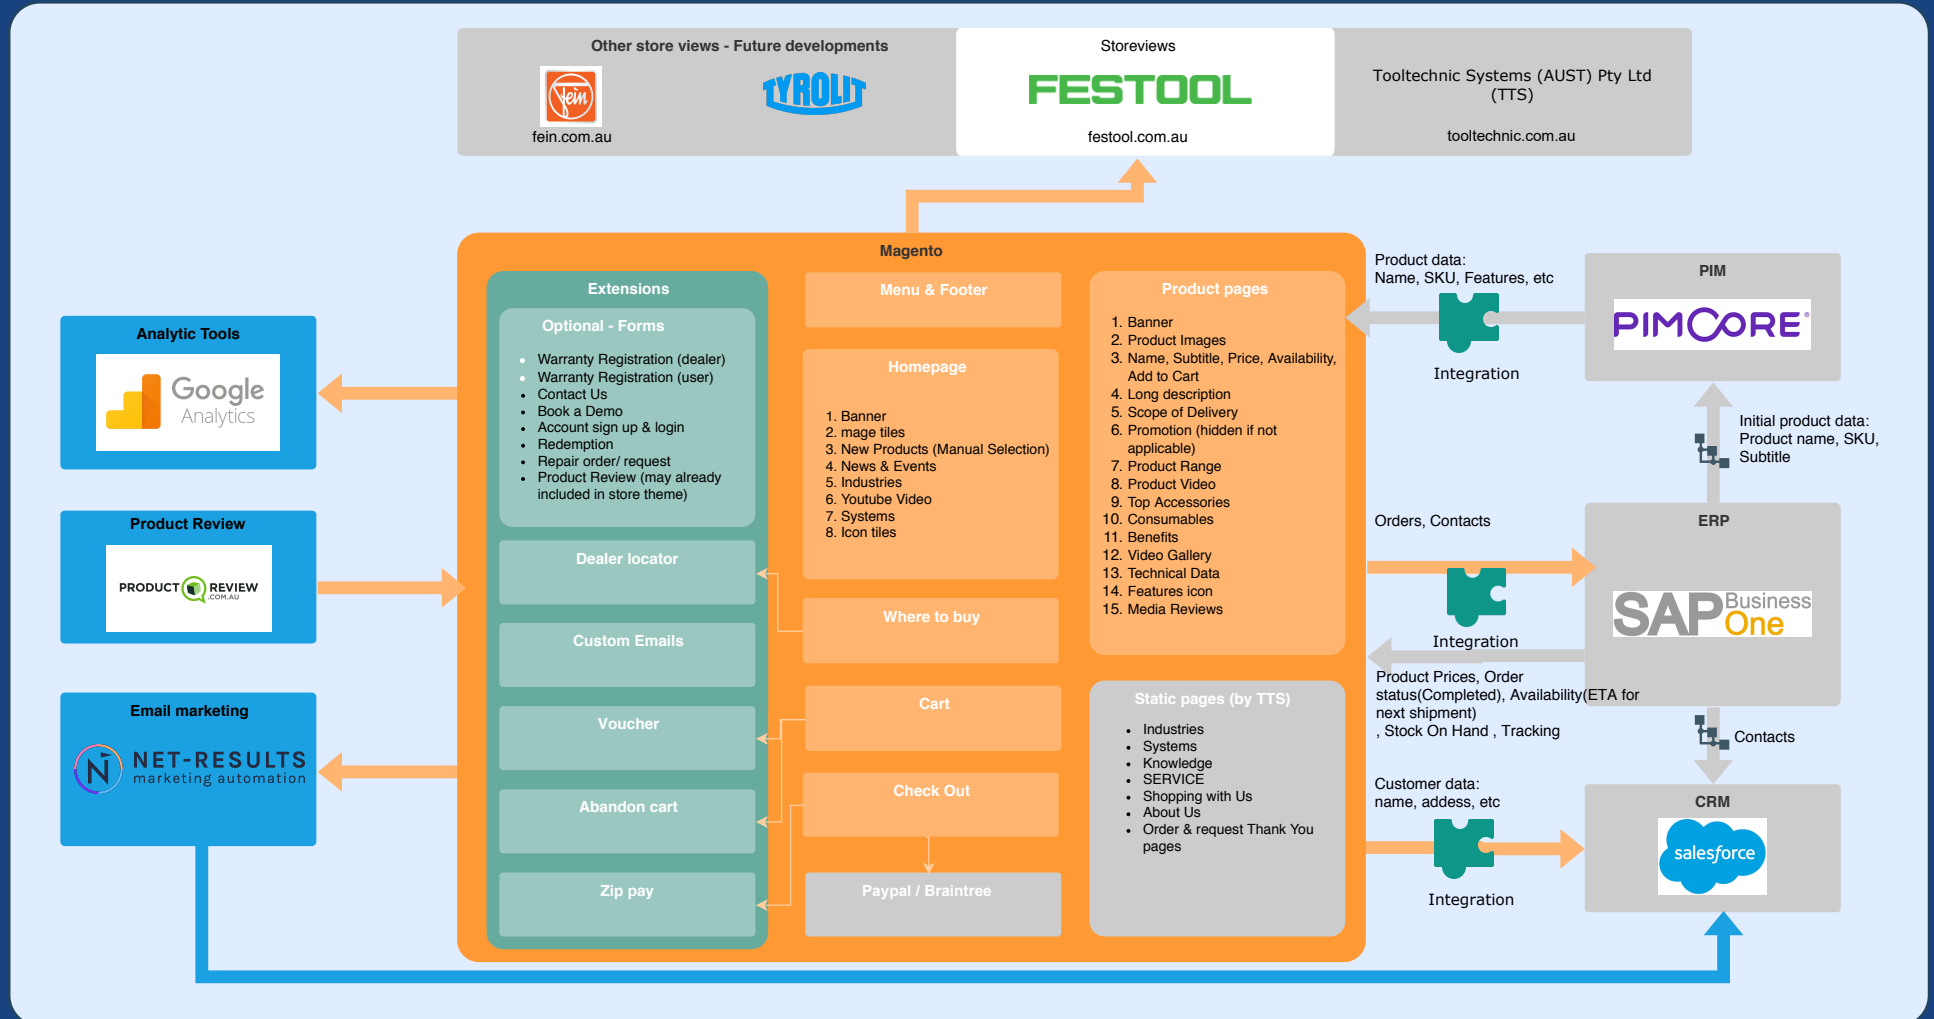 Other store views - Future developments
Fein
fein.com.au
TYROLIT
Storeviews
FESTOOL
festool.com.au
Tooltechnic Systems (AUST) Pty Ltd
(TTS)
tooltechnic.com.au
Analytic Tools
Google
Analytics
Product Review
PRODUCT REVIEW
.COM.AU
Email marketing
N
NET-RESULTS
marketing automation
Magento
Extensions
Optional - Forms
• Warranty Registration (dealer)
• Warranty Registration (user)
• Contact Us
• Book a Demo
• Account sign up & login
• Redemption
• Repair order/ request
• Product Review (may already
included in store theme)
Dealer locator
Custom Emails
Voucher
Abandon cart
Zip pay
Menu & Footer
Homepage
1. Banner
2. mage tiles
3. New Products (Manual Selection)
4. News & Events
5. Industries
6. Youtube Video
7. Systems
8. Icon tiles
Where to buy
Cart
Check Out
Paypal / Braintree
Product pages
1. Banner
2. Product Images
3. Name, Subtitle, Price, Availability,
Add to Cart
4. Long description
5. Scope of Delivery
6. Promotion (hidden if not
applicable)
7. Product Range
8. Product Video
9. Top Accessories
10. Consumables
11. Benefits
12. Video Gallery
13. Technical Data
14. Features icon
15. Media Reviews
Static pages (by TTS)
• Industries
• Systems
• Knowledge
• SERVICE
• Shopping with Us
• About Us
• Order & request Thank You
pages
Product data:
Name, SKU, Features, etc
Integration
PIM
PIMCORE®
Initial product data:
Product name, SKU,
Subtitle
Orders, Contacts
Integration
ERP
SAP Business
One
Product Prices, Order
status(Completed), Availability(ETA for
next shipment)
, Stock On Hand , Tracking
Contacts
Customer data:
name, addess, etc
Integration
CRM
salesforce